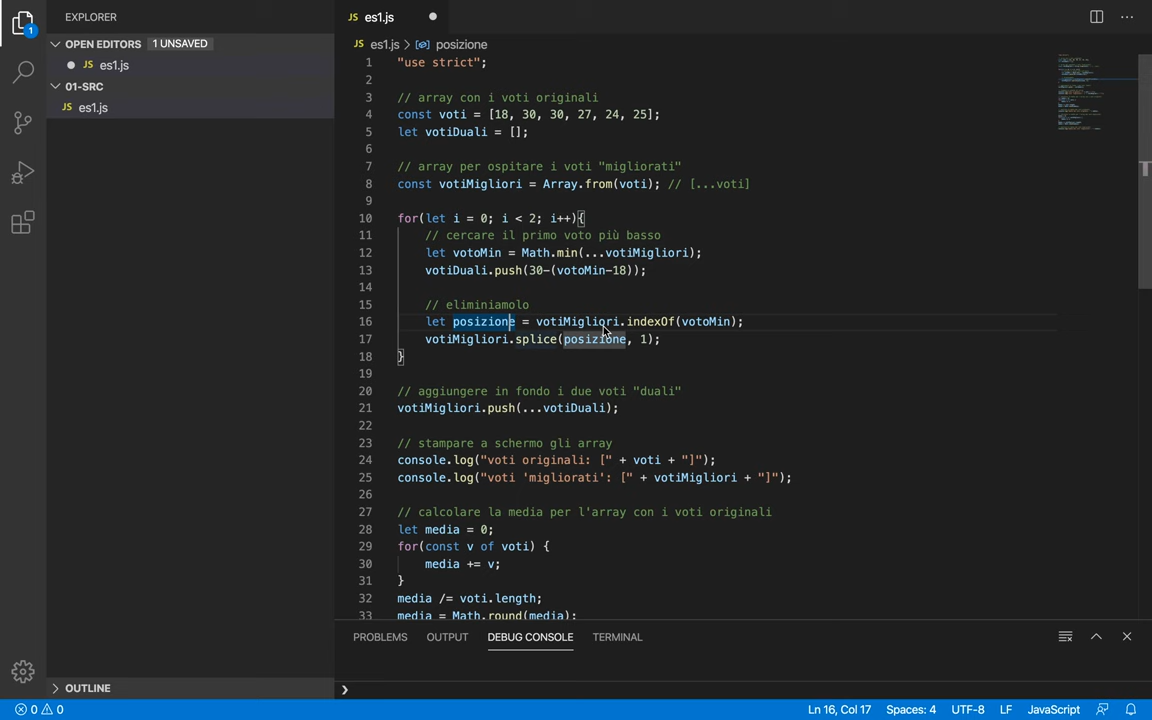 EXPLORER
1
OPEN EDITORS 1 UNSAVED
JS es1.js
01-SRC
JS es1.js
OUTLINE
JS es1.js
JS es1.js > posizione
1 "use strict";
2
3 // array con i voti originali
4 const voti = [18, 30, 30, 27, 24, 25];
5 let votiDuali = [];
6
7 // array per ospitare i voti "migliorati"
8 const votiMigliori = Array.from(voti); // [...voti]
9
10 for(let i = 0; i < 2; i++){
11 // cercare il primo voto più basso
12 let votoMin = Math.min(...votiMigliori);
13 votiDuali.push(30-(votoMin-18));
14
15 // eliminiamolo
16 let posizione = votiMigliori.indexOf(votoMin);
17 votiMigliori.splice(posizione, 1);
18 }
19
20 // aggiungere in fondo i due voti "duali"
21 votiMigliori.push(...votiDuali);
22
23 // stampare a schermo gli array
24 console.log("voti originali: [" + voti + "]");
25 console.log("voti 'migliorati': [" + votiMigliori + "]");
26
27 // calcolare la media per l'array con i voti originali
28 let media = 0;
29 for(const v of voti) {
30 media += v;
31 }
32 media /= voti.length;
33 media = Math.round(media);
PROBLEMS OUTPUT DEBUG CONSOLE TERMINAL
0 0 Ln 16, Col 17 Spaces: 4 UTF-8 LF JavaScript